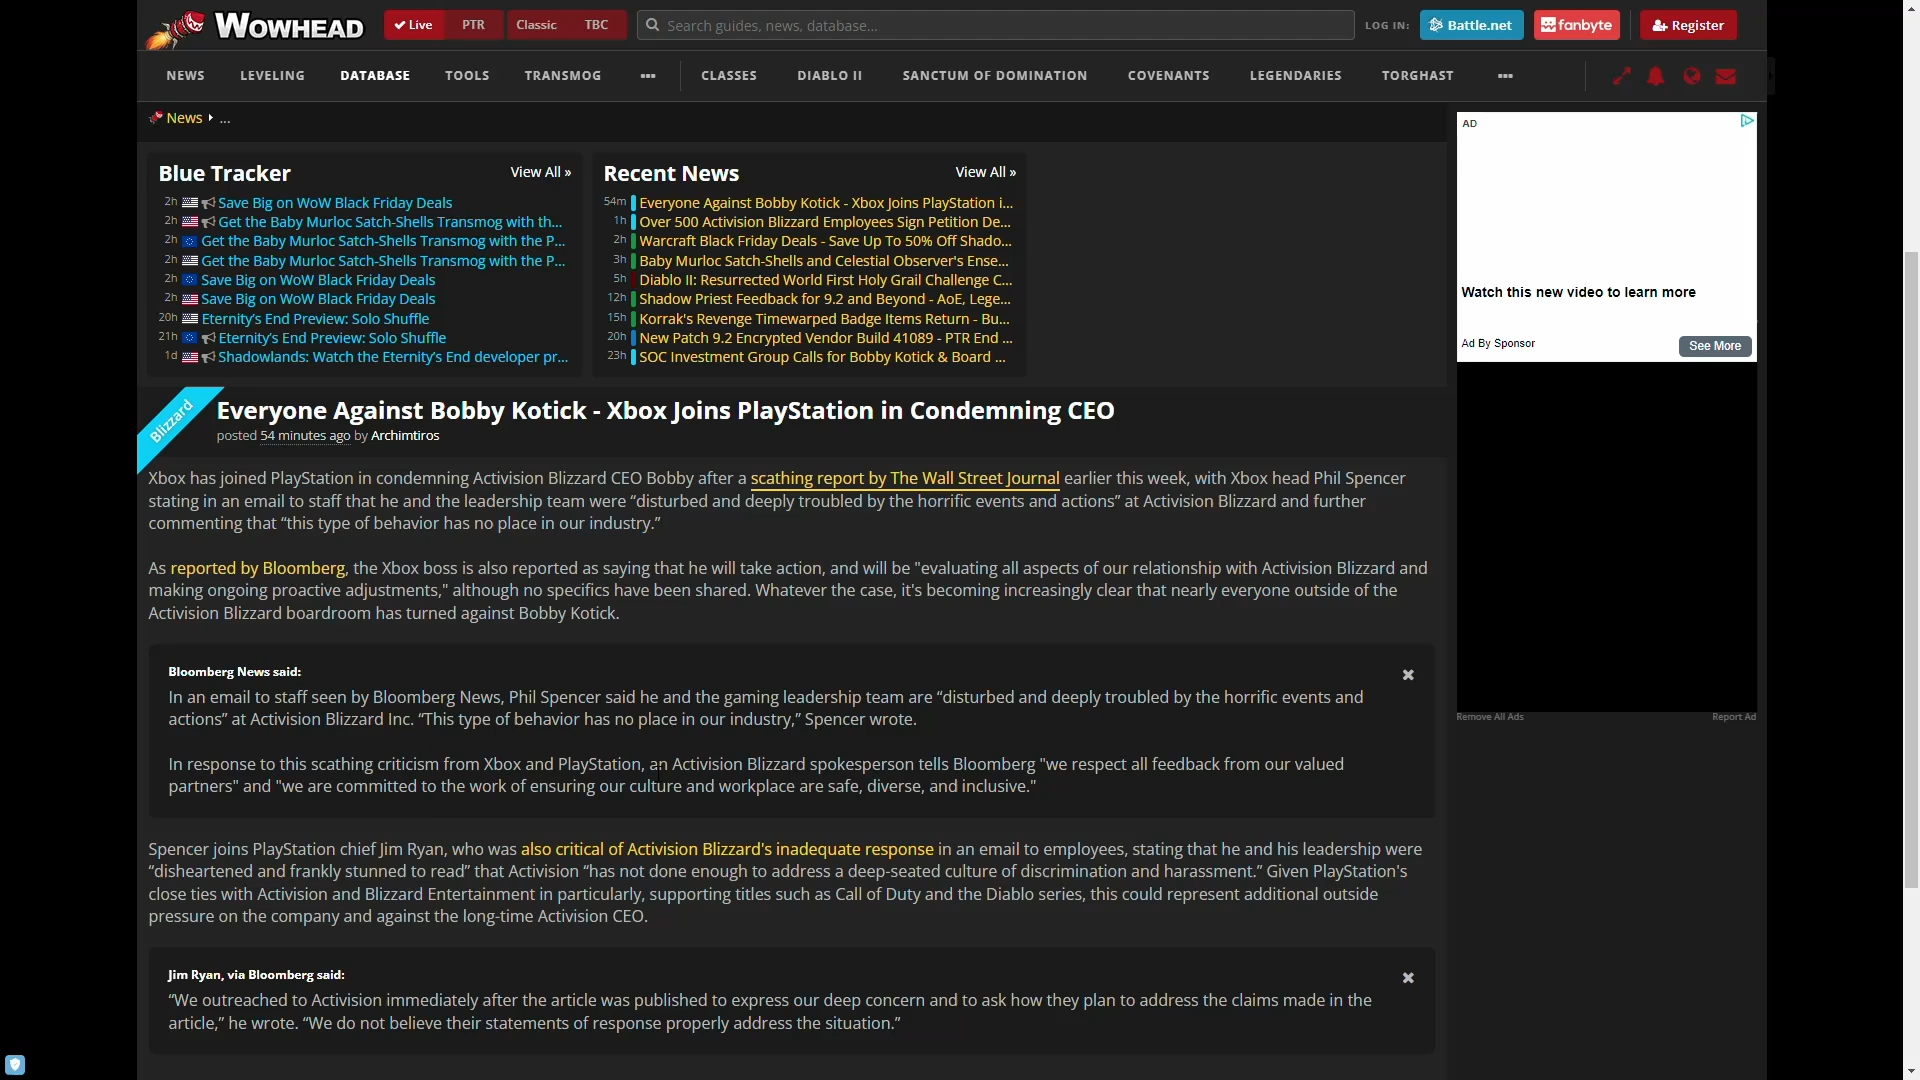 WOWHEAD
Live PTR Classic TBC
Search guides, news, database...
LOG IN: Battle.net fanbyte Register
NEWS LEVELING DATABASE TOOLS TRANSMOG ••• CLASSES DIABLO II SANCTUM OF DOMINATION COVENANTS LEGENDARIES TORGHAST •••
News ...
Blue Tracker View All »
2h Save Big on WoW Black Friday Deals
2h Get the Baby Murloc Satch-Shells Transmog with th...
2h Get the Baby Murloc Satch-Shells Transmog with the P...
2h Get the Baby Murloc Satch-Shells Transmog with the P...
2h Save Big on WoW Black Friday Deals
2h Save Big on WoW Black Friday Deals
20h Eternity's End Preview: Solo Shuffle
21h Eternity's End Preview: Solo Shuffle
1d Shadowlands: Watch the Eternity's End developer pr...
Recent News View All »
54m Everyone Against Bobby Kotick - Xbox Joins PlayStation i...
1h Over 500 Activision Blizzard Employees Sign Petition De...
2h Warcraft Black Friday Deals - Save Up To 50% Off Shado...
3h Baby Murloc Satch-Shells and Celestial Observer's Ense...
5h Diablo II: Resurrected World First Holy Grail Challenge C...
12h Shadow Priest Feedback for 9.2 and Beyond - AoE, Lege...
15h Korrak's Revenge Timewarped Badge Items Return - Bu...
20h New Patch 9.2 Encrypted Vendor Build 41089 - PTR End ...
23h SOC Investment Group Calls for Bobby Kotick & Board ...
AD
Watch this new video to learn more
Ad By Sponsor See More
Remove All Ads Report Ad
Blizzard
Everyone Against Bobby Kotick - Xbox Joins PlayStation in Condemning CEO
posted 54 minutes ago by Archimtiros
Xbox has joined PlayStation in condemning Activision Blizzard CEO Bobby after a scathing report by The Wall Street Journal earlier this week, with Xbox head Phil Spencer
stating in an email to staff that he and the leadership team were “disturbed and deeply troubled by the horrific events and actions” at Activision Blizzard and further
commenting that “this type of behavior has no place in our industry.”
As reported by Bloomberg, the Xbox boss is also reported as saying that he will take action, and will be "evaluating all aspects of our relationship with Activision Blizzard and
making ongoing proactive adjustments," although no specifics have been shared. Whatever the case, it's becoming increasingly clear that nearly everyone outside of the
Activision Blizzard boardroom has turned against Bobby Kotick.
Bloomberg News said:
In an email to staff seen by Bloomberg News, Phil Spencer said he and the gaming leadership team are “disturbed and deeply troubled by the horrific events and
actions” at Activision Blizzard Inc. “This type of behavior has no place in our industry,” Spencer wrote.
In response to this scathing criticism from Xbox and PlayStation, an Activision Blizzard spokesperson tells Bloomberg "we respect all feedback from our valued
partners" and "we are committed to the work of ensuring our culture and workplace are safe, diverse, and inclusive."
Spencer joins PlayStation chief Jim Ryan, who was also critical of Activision Blizzard's inadequate response in an email to employees, stating that he and his leadership were
“disheartened and frankly stunned to read” that Activision “has not done enough to address a deep-seated culture of discrimination and harassment.” Given PlayStation's
close ties with Activision and Blizzard Entertainment in particularly, supporting titles such as Call of Duty and the Diablo series, this could represent additional outside
pressure on the company and against the long-time Activision CEO.
Jim Ryan, via Bloomberg said:
“We outreached to Activision immediately after the article was published to express our deep concern and to ask how they plan to address the claims made in the
article,” he wrote. “We do not believe their statements of response properly address the situation.”